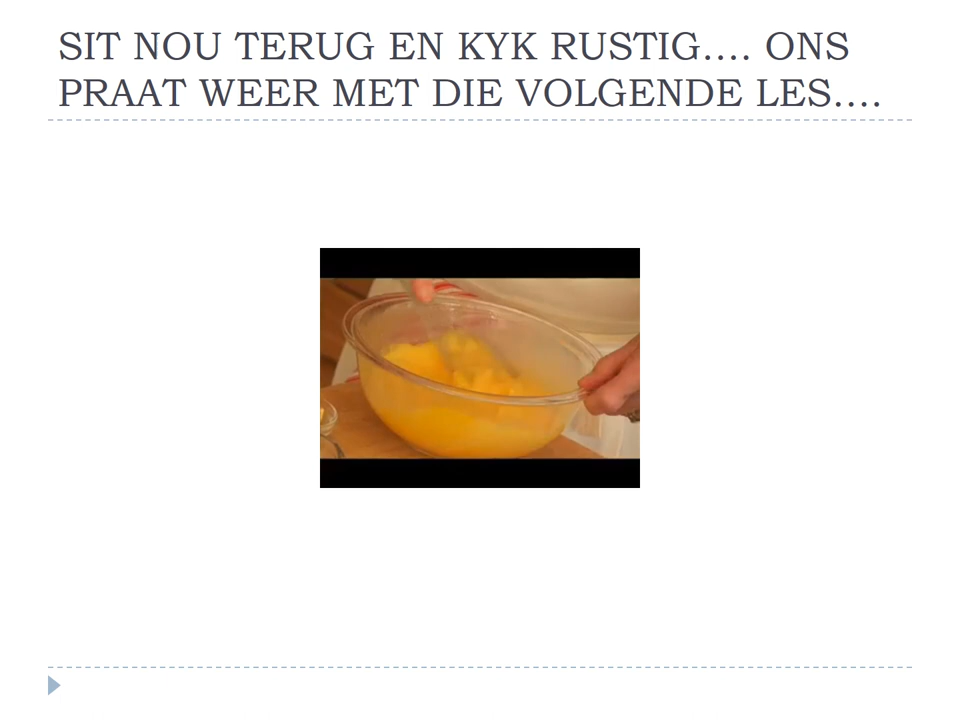 SIT NOU TERUG EN KYK RUSTIG…. ONS
PRAAT WEER MET DIE VOLGENDE LES….